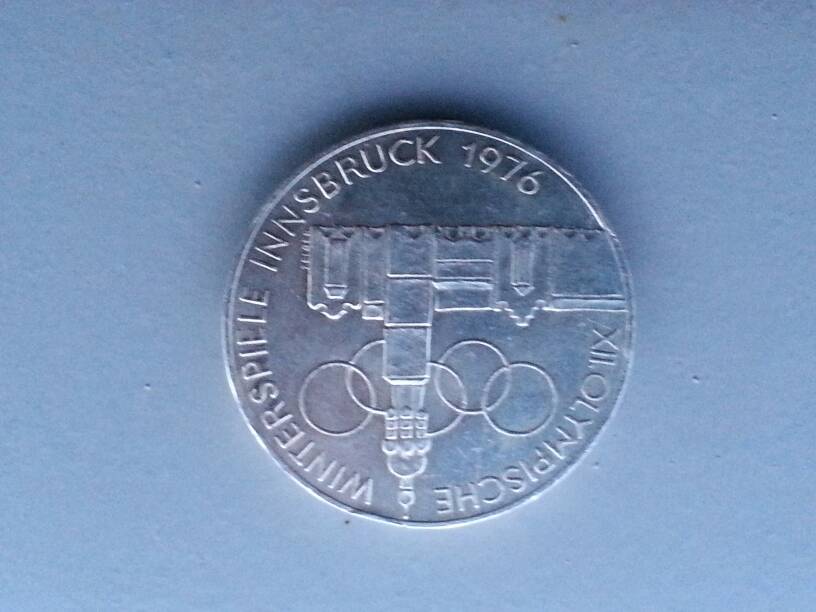 XII. OLYMPISCHE WINTERSPIELE INNSBRUCK 1976